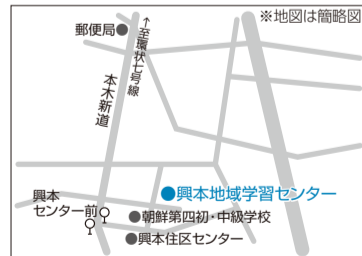 ※地図は簡略図
郵便局
↑至環状七号線
本木新道
興本地域学習センター
興本
センター前
朝鮮第四初・中級学校
興本住区センター